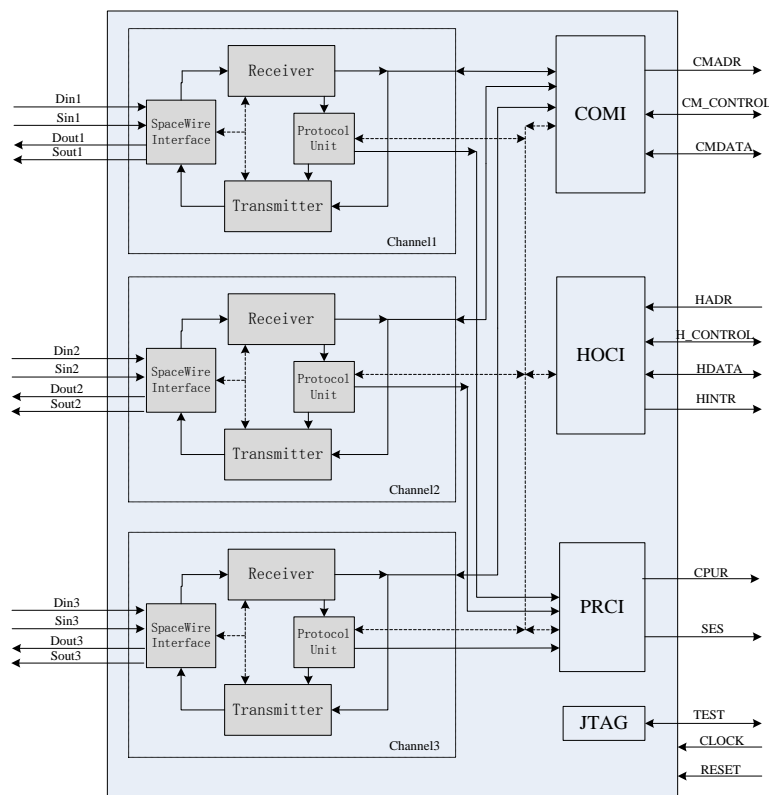 Din1
Sin1
Dout1
Sout1
SpaceWire
Interface
Receiver
Protocol
Unit
Transmitter
Channel1
Din2
Sin2
Dout2
Sout2
SpaceWire
Interface
Receiver
Protocol
Unit
Transmitter
Channel2
Din3
Sin3
Dout3
Sout3
SpaceWire
Interface
Receiver
Protocol
Unit
Transmitter
Channel3
COMI
CMADR
CM_CONTROL
CMDATA
HOCI
HADR
H_CONTROL
HDATA
HINTR
PRCI
CPUR
SES
JTAG
TEST
CLOCK
RESET